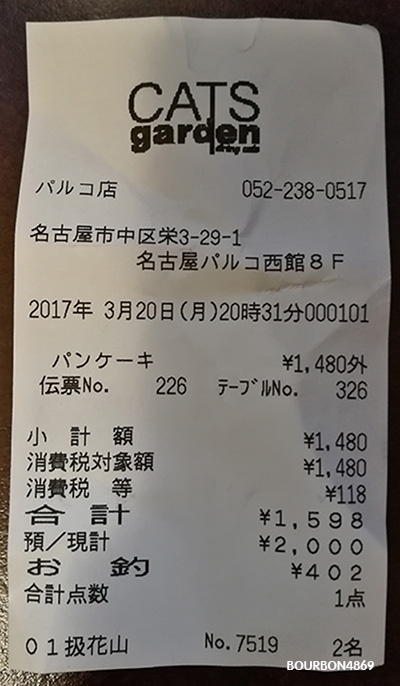 CATS
garden
パルコ店 052-238-0517
名古屋市中区栄3-29-1
名古屋パルコ西館8F
2017年 3月20日(月)20時31分000101
パンケーキ ¥1,480外
伝票No. 226 テーブルNo. 326
小計額 ¥1,480
消費税対象額 ¥1,480
消費税等 ¥118
合計 ¥1,598
預/現計 ¥2,000
お釣 ¥402
合計点数 1点
01扱花山 No.7519 2名
BOURBON4869